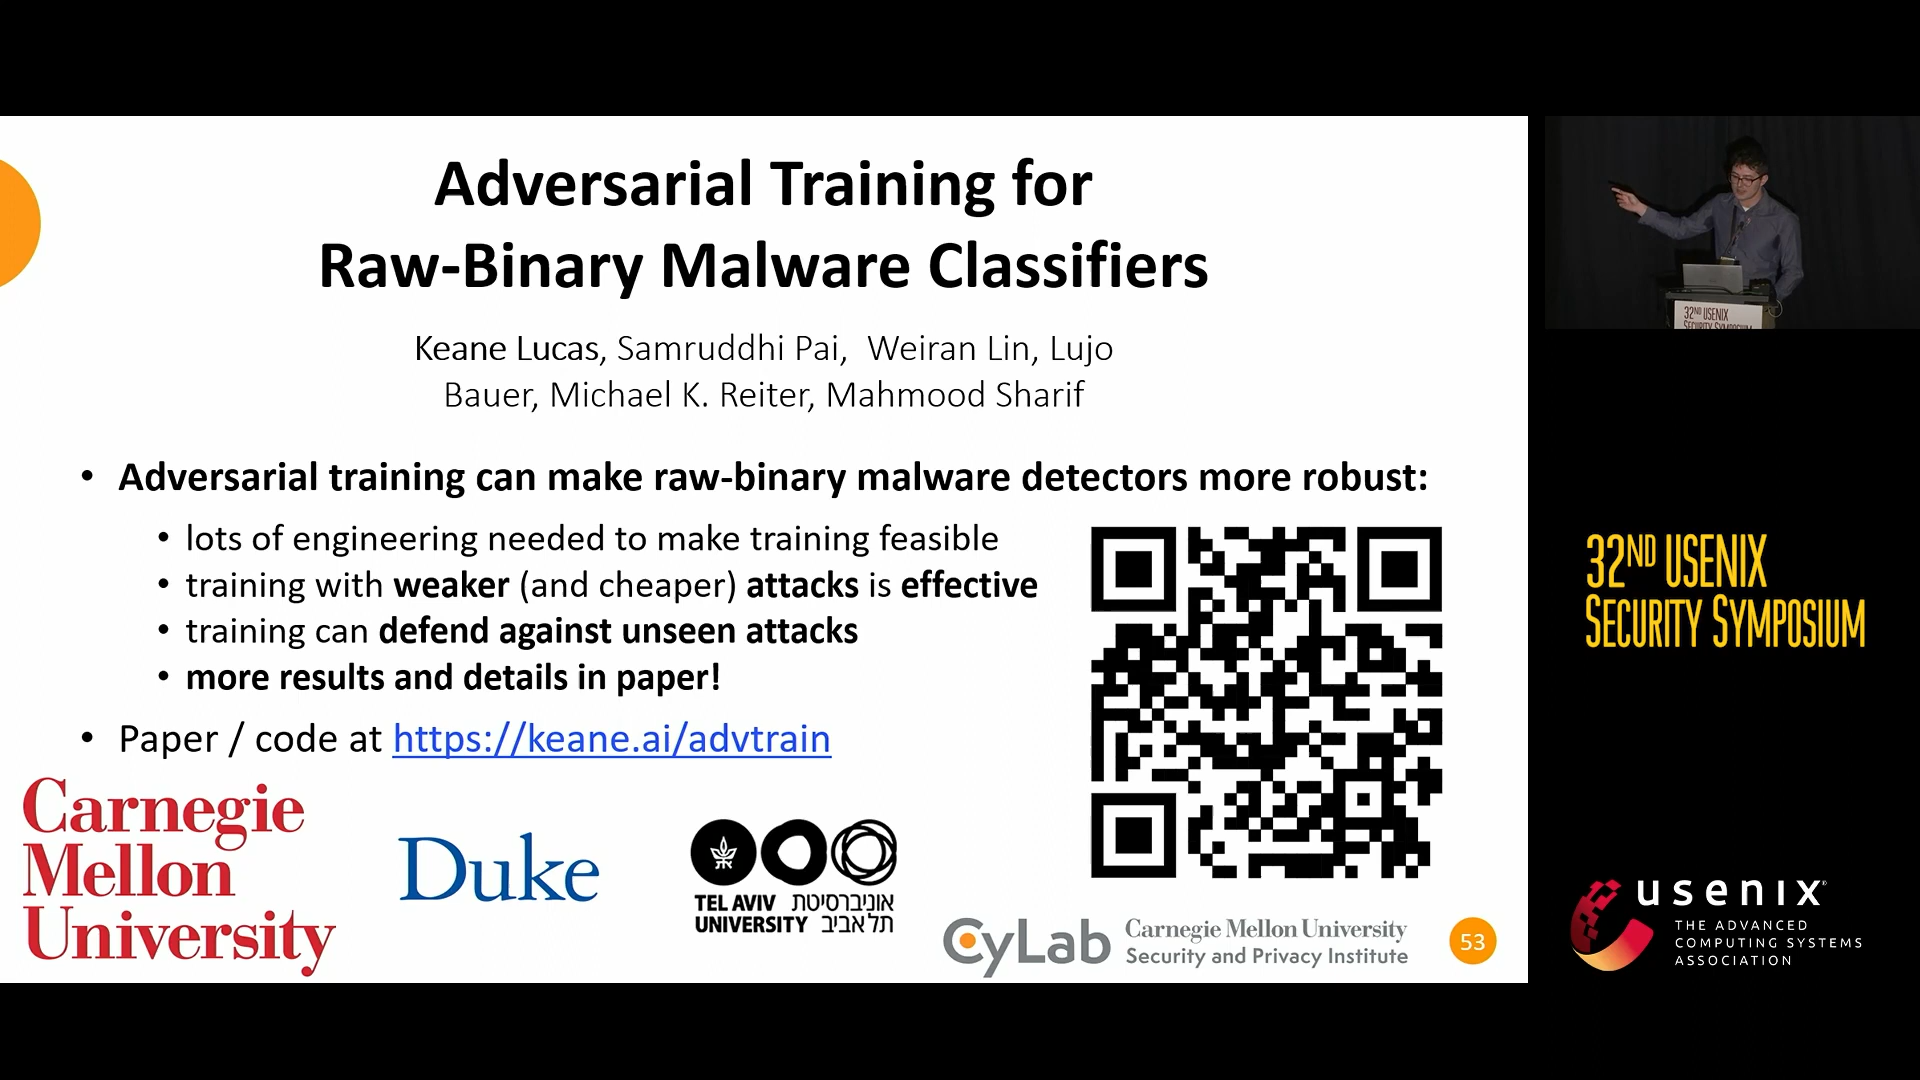 Adversarial Training for
Raw-Binary Malware Classifiers
Keane Lucas, Samruddhi Pai, Weiran Lin, Lujo
Bauer, Michael K. Reiter, Mahmood Sharif
• Adversarial training can make raw-binary malware detectors more robust:
• lots of engineering needed to make training feasible
• training with weaker (and cheaper) attacks is effective
• training can defend against unseen attacks
• more results and details in paper!
• Paper / code at https://keane.ai/advtrain
Carnegie
Mellon
University
Duke
TEL AVIV אוניברסיטת
UNIVERSITY תל אביב
CyLab
Carnegie Mellon University
Security and Privacy Institute
53
32ND USENIX
SECURITY SYMPOSIUM
32ND USENIX
SECURITY SYMPOSIUM
usenix®
THE ADVANCED
COMPUTING SYSTEMS
ASSOCIATION